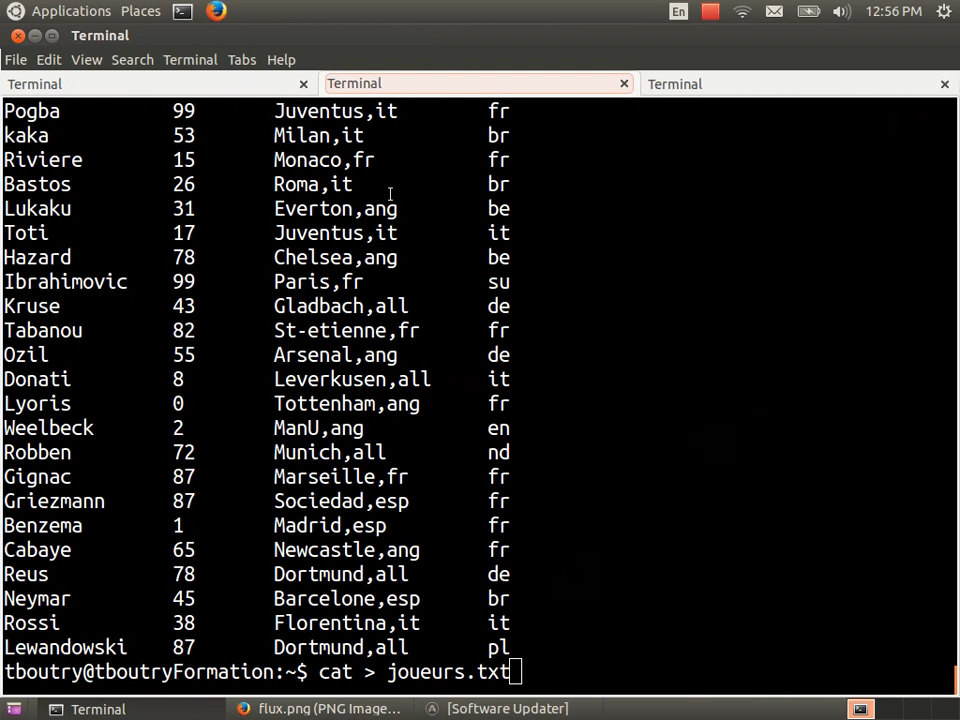 Applications Places En 12:56 PM
Terminal
File Edit View Search Terminal Tabs Help
Terminal Terminal Terminal
Pogba 99 Juventus,it fr
kaka 53 Milan,it br
Riviere 15 Monaco,fr fr
Bastos 26 Roma,it br
Lukaku 31 Everton,ang be
Toti 17 Juventus,it it
Hazard 78 Chelsea,ang be
Ibrahimovic 99 Paris,fr su
Kruse 43 Gladbach,all de
Tabanou 82 St-etienne,fr fr
Ozil 55 Arsenal,ang de
Donati 8 Leverkusen,all it
Lyoris 0 Tottenham,ang fr
Weelbeck 2 ManU,ang en
Robben 72 Munich,all nd
Gignac 87 Marseille,fr fr
Griezmann 87 Sociedad,esp fr
Benzema 1 Madrid,esp fr
Cabaye 65 Newcastle,ang fr
Reus 78 Dortmund,all de
Neymar 45 Barcelone,esp br
Rossi 38 Florentina,it it
Lewandowski 87 Dortmund,all pl
tboutry@tboutryFormation:~$ cat > joueurs.txt
Terminal flux.png (PNG Image... [Software Updater]